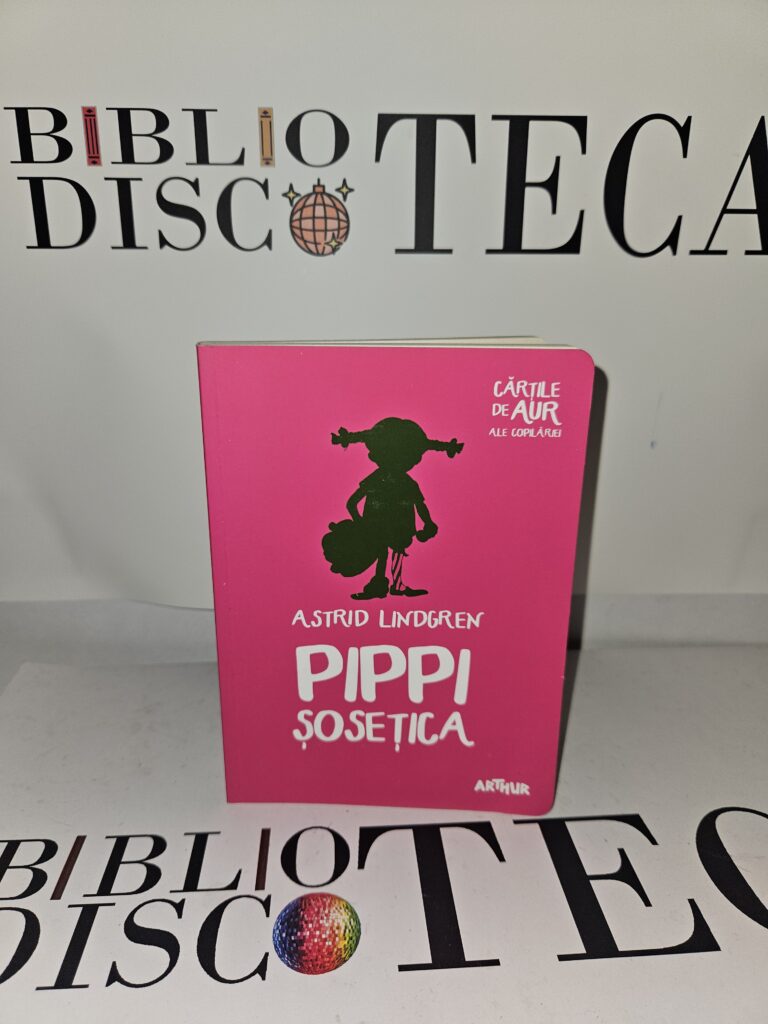 BIBLIO
DISCO TECA
CĂRȚILE
DE AUR
ALE COPILĂRIEI
ASTRID LINDGREN
PIPPI
ȘOSEȚICA
ARTHUR
BIBLIO
DISCO TEC